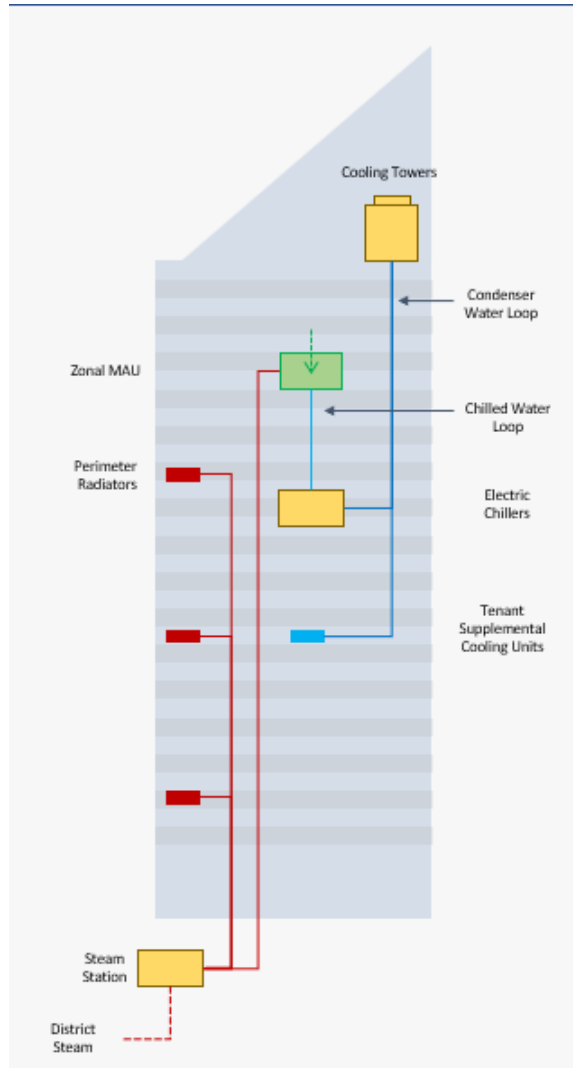 Cooling Towers
Condenser
Water Loop
Zonal MAU
Chilled Water
Loop
Perimeter
Radiators
Electric
Chillers
Tenant
Supplemental
Cooling Units
Steam
Station
District
Steam